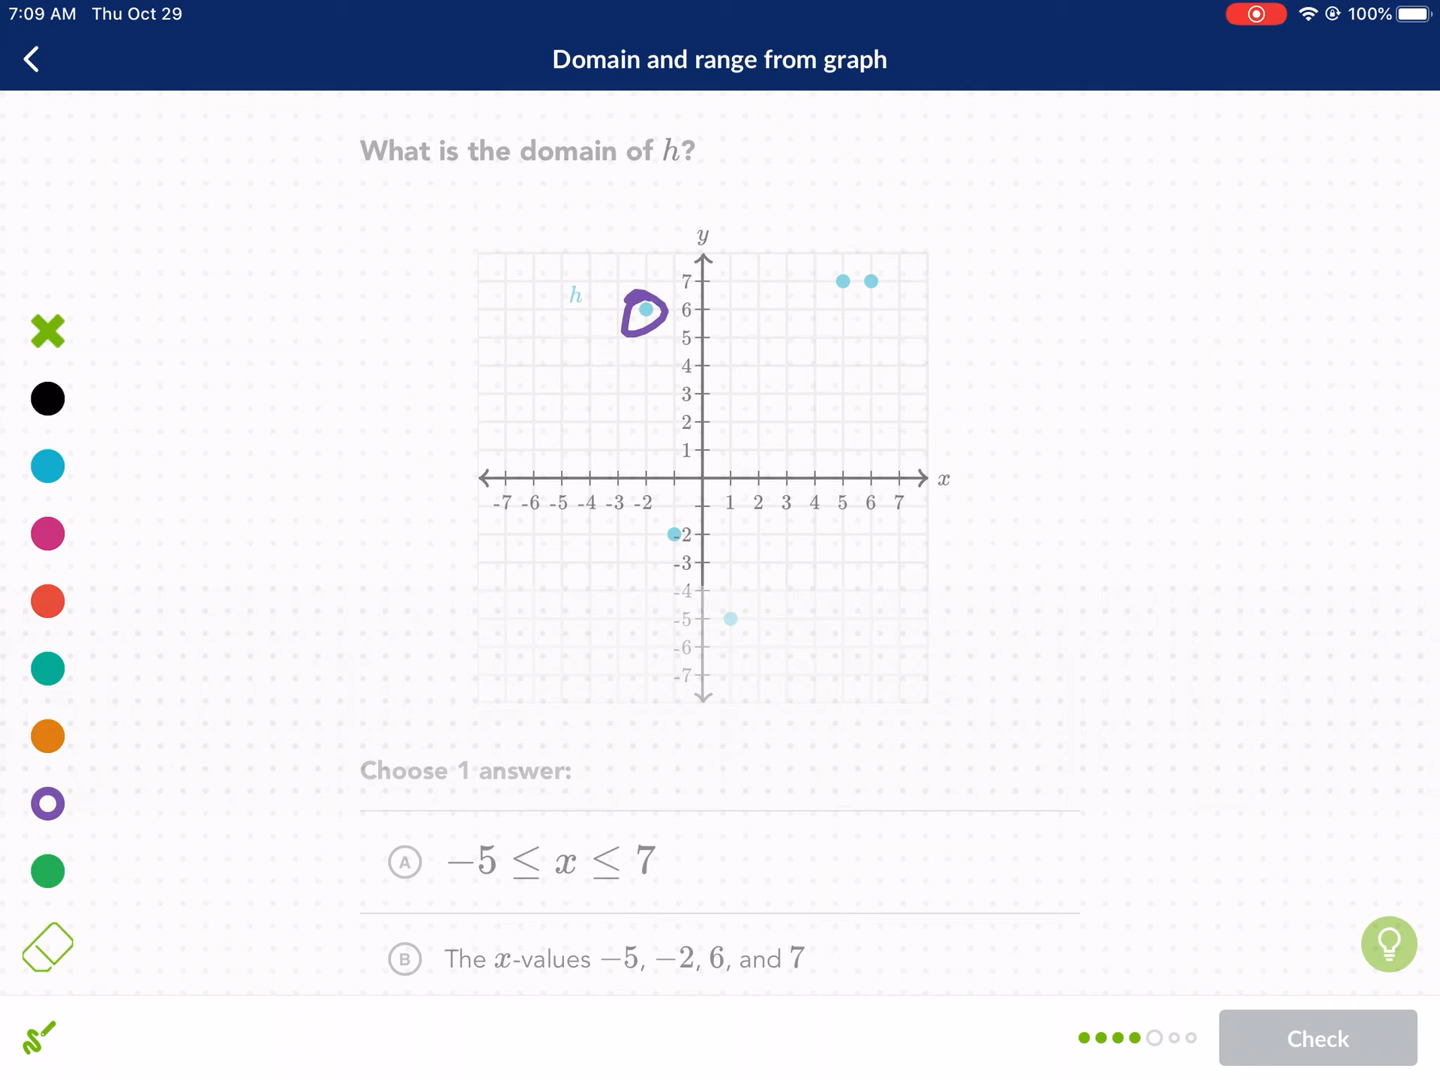 7:09 AM Thu Oct 29
100%
Domain and range from graph
What is the domain of h?
y
h
7
6
5
4
3
2
1
x
-7 -6 -5 -4 -3 -2 1 2 3 4 5 6 7
-2
-3
-4
-5
-6
-7
Choose 1 answer:
A −5 ≤ x ≤ 7
B The x-values −5, −2, 6, and 7
Check